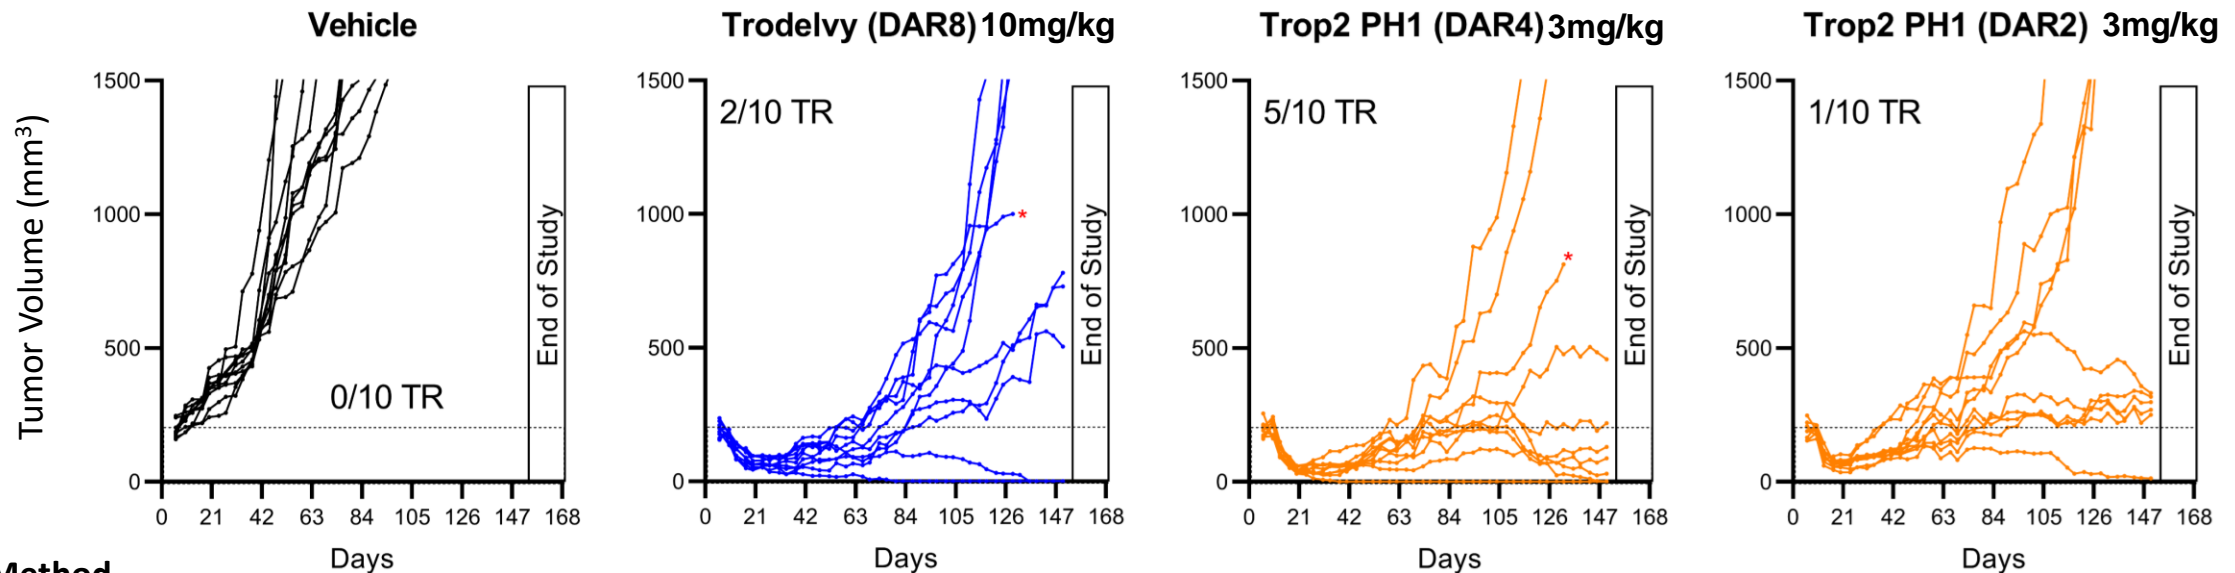 Vehicle
Trodelvy (DAR8) 10mg/kg
Trop2 PH1 (DAR4) 3mg/kg
Trop2 PH1 (DAR2) 3mg/kg
Tumor Volume (mm³)
1500
1000
500
0
0/10 TR
End of Study
0 21 42 63 84 105 126 147 168
Days
1500
1000
500
0
2/10 TR
*
End of Study
0 21 42 63 84 105 126 147 168
Days
1500
1000
500
0
5/10 TR
*
End of Study
0 21 42 63 84 105 126 147 168
Days
1500
1000
500
0
1/10 TR
End of Study
0 21 42 63 84 105 126 147 168
Days
Method